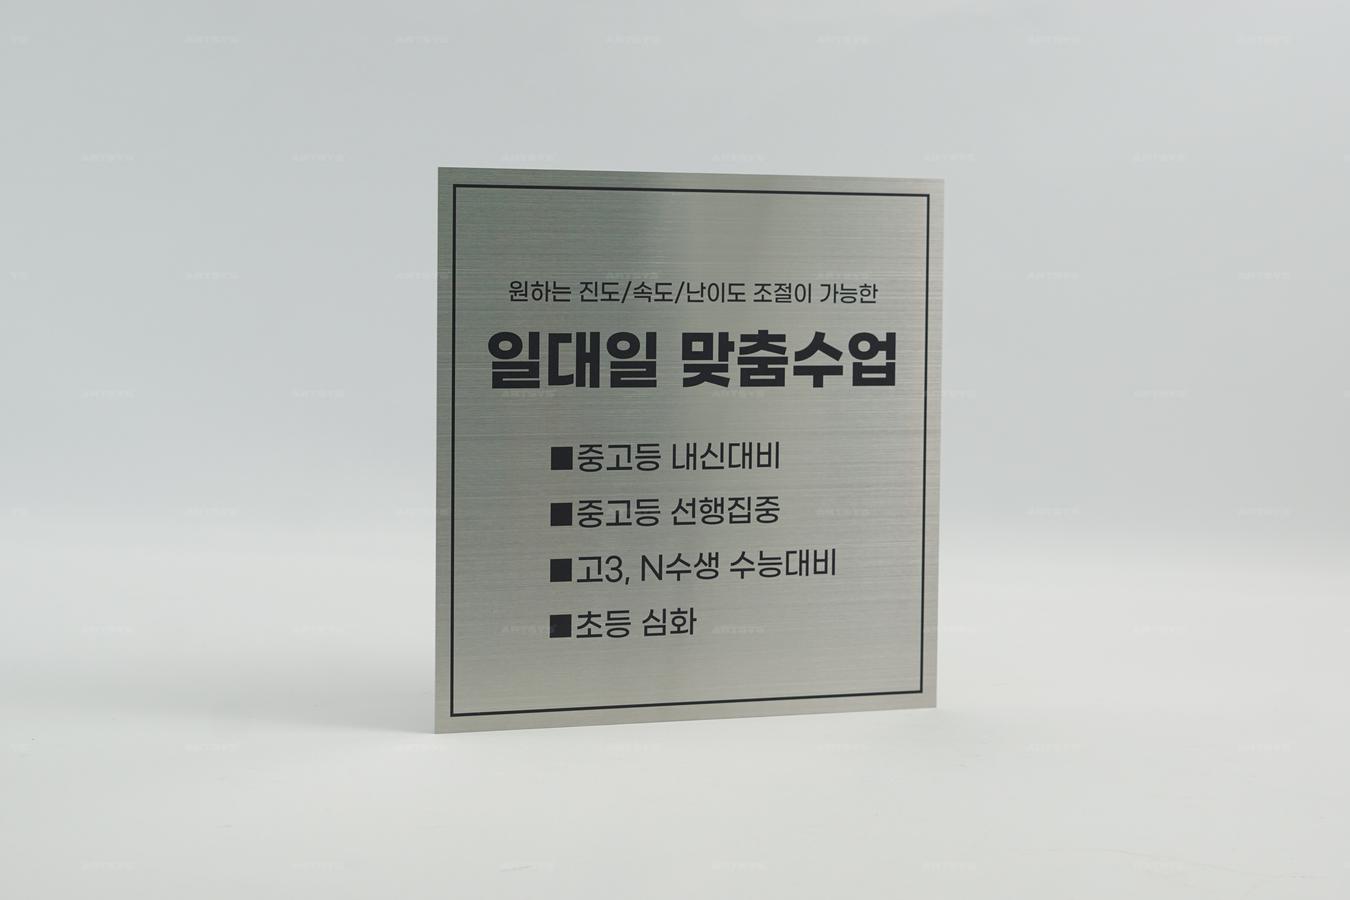 원하는 진도/속도/난이도 조절이 가능한
일대일 맞춤수업
■중고등 내신대비
■중고등 선행집중
■고3, N수생 수능대비
■초등 심화